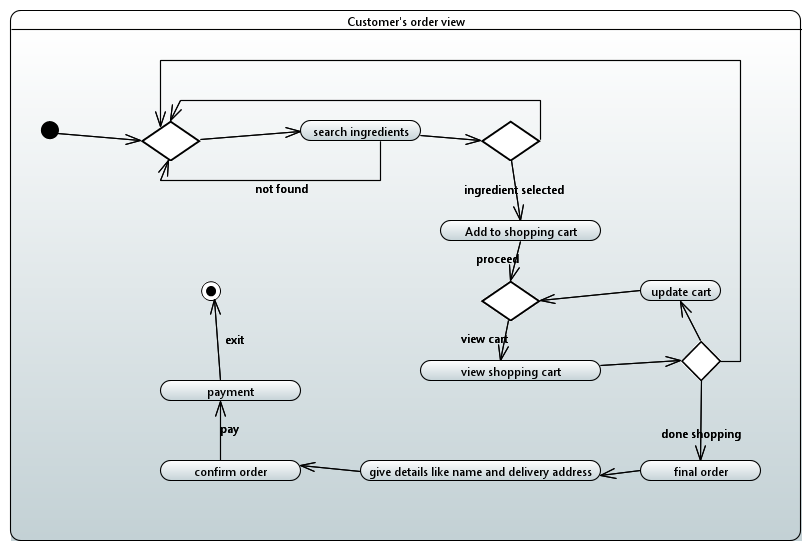 Customer's order view
search ingredients
not found
ingredient selected
Add to shopping cart
proceed
update cart
view cart
view shopping cart
exit
payment
pay
done shopping
confirm order
give details like name and delivery address
final order